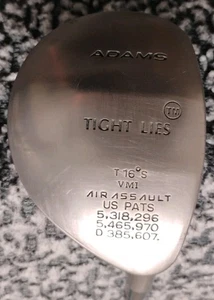 ADAMS
TIGHT LIES
T 16° S
VMI
AIR ASSAULT
US PATS
5,318,296
5,465,970
D 385,607.